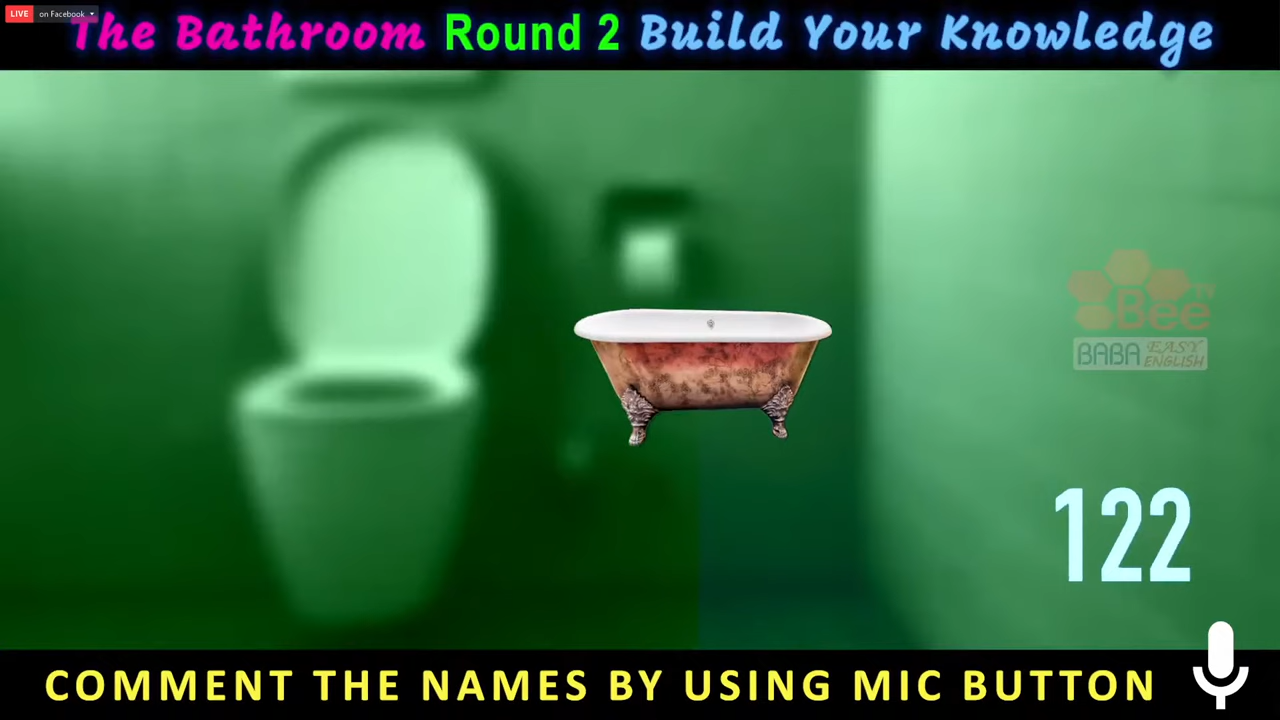 LIVE on Facebook
The Bathroom Round 2 Build Your Knowledge
Bee TV
BABA EASY ENGLISH
122
COMMENT THE NAMES BY USING MIC BUTTON